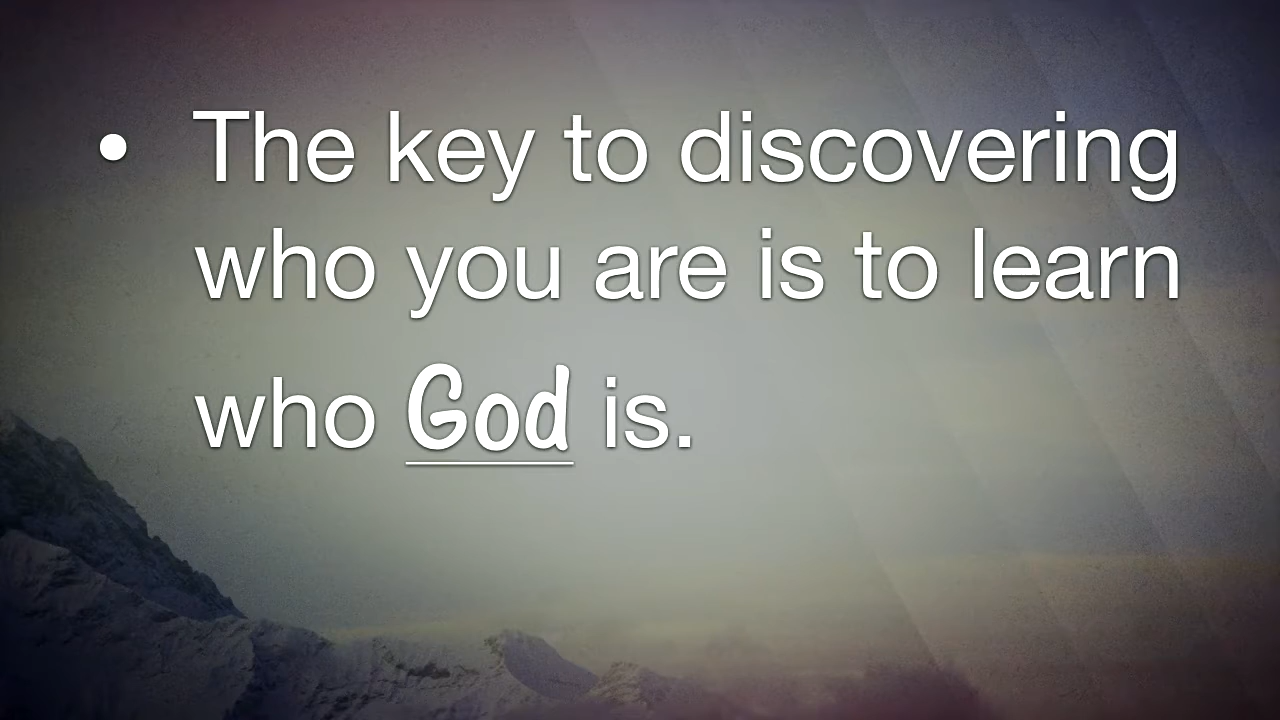 • The key to discovering
who you are is to learn
who God is.